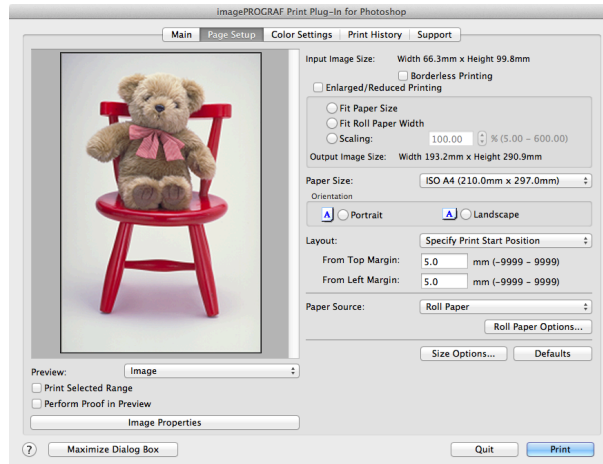 imagePROGRAF Print Plug-In for Photoshop
Main Page Setup Color Settings Print History Support
Input Image Size: Width 66.3mm x Height 99.8mm
Borderless Printing
Enlarged/Reduced Printing
Fit Paper Size
Fit Roll Paper Width
Scaling: 100.00 % (5.00 - 600.00)
Output Image Size: Width 193.2mm x Height 290.9mm
Paper Size: ISO A4 (210.0mm x 297.0mm)
Orientation
A Portrait A Landscape
Layout: Specify Print Start Position
From Top Margin: 5.0 mm (-9999 - 9999)
From Left Margin: 5.0 mm (-9999 - 9999)
Paper Source: Roll Paper
Roll Paper Options...
Size Options... Defaults
Preview: Image
Print Selected Range
Perform Proof in Preview
Image Properties
? Maximize Dialog Box Quit Print